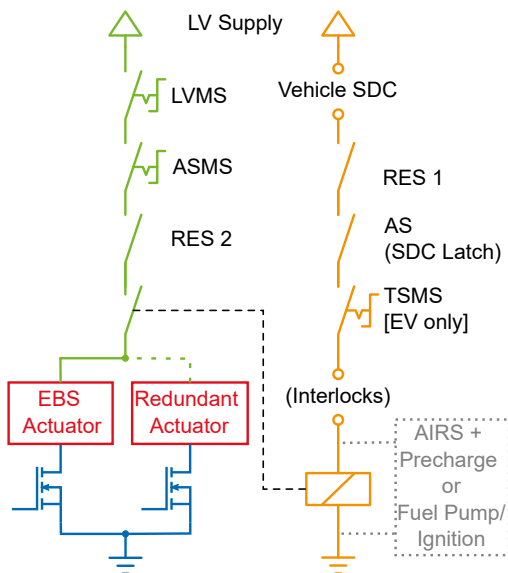 LV Supply
LVMS
Vehicle SDC
ASMS
RES 1
RES 2
AS
(SDC Latch)
TSMS
[EV only]
EBS
Actuator
Redundant
Actuator
(Interlocks)
AIRS +
Precharge
or
Fuel Pump/
Ignition